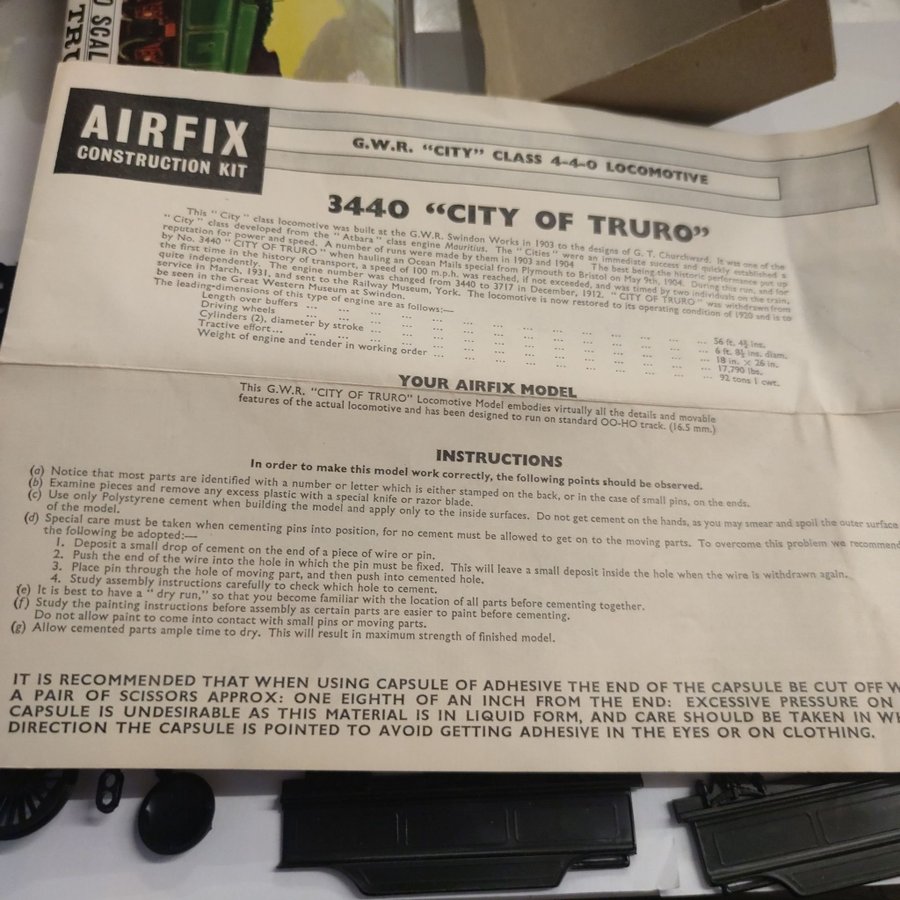 O SCAL
TRU
AIRFIX
CONSTRUCTION KIT
G.W.R. “CITY” CLASS 4-4-0 LOCOMOTIVE
3440 “CITY OF TRURO”
This “ City ” class locomotive was built at the G.W.R. Swindon Works in 1903 to the designs of G. T. Churchward. It was one of the
“ City ” class developed from the “ Atbara ” class engine Mauritius. The “ Cities ” were an immediate success and quickly established a
reputation for power and speed. A number of runs were made by them in 1903 and 1904 The best being the historic performance put up
by No. 3440 “ CITY OF TRURO ” when hauling an Ocean Mails special from Plymouth to Bristol on May 9th, 1904. During this run, and for
the first time in the history of transport, a speed of 100 m.p.h. was reached, if not exceeded, and was timed by two individuals on the train,
quite independently. The engine number was changed from 3440 to 3717 in December, 1912. “ CITY OF TRURO ” was withdrawn from
service in March, 1931, and sent to the Railway Museum, York. The locomotive is now restored to its operating condition of 1920 and is to
be seen in the Great Western Museum at Swindon.
The leading-dimensions of this type of engine are as follows:—
Length over buffers ... ... ... ... ... ... ... ... ... 56 ft. 4¾ ins.
Driving wheels ... ... ... ... ... ... ... ... ... 6 ft. 8½ ins. diam.
Cylinders (2), diameter by stroke ... ... ... ... ... ... ... 18 in. × 26 in.
Tractive effort... ... ... ... ... ... ... ... ... 17,790 lbs.
Weight of engine and tender in working order ... ... ... ... ... ... 92 tons 1 cwt.
YOUR AIRFIX MODEL
This G.W.R. “CITY OF TRURO” Locomotive Model embodies virtually all the details and movable
features of the actual locomotive and has been designed to run on standard OO-HO track. (16.5 mm.)
INSTRUCTIONS
In order to make this model work correctly, the following points should be observed.
(a) Notice that most parts are identified with a number or letter which is either stamped on the back, or in the case of small pins, on the ends.
(b) Examine pieces and remove any excess plastic with a special knife or razor blade.
(c) Use only Polystyrene cement when building the model and apply only to the inside surfaces. Do not get cement on the hands, as you may smear and spoil the outer surface
of the model.
(d) Special care must be taken when cementing pins into position, for no cement must be allowed to get on to the moving parts. To overcome this problem we recommend
the following be adopted:—
1. Deposit a small drop of cement on the end of a piece of wire or pin.
2. Push the end of the wire into the hole in which the pin must be fixed. This will leave a small deposit inside the hole when the wire is withdrawn again.
3. Place pin through the hole of moving part, and then push into cemented hole.
4. Study assembly instructions carefully to check which hole to cement.
(e) It is best to have a “ dry run,” so that you become familiar with the location of all parts before cementing together.
(f) Study the painting instructions before assembly as certain parts are easier to paint before cementing.
Do not allow paint to come into contact with small pins or moving parts.
(g) Allow cemented parts ample time to dry. This will result in maximum strength of finished model.
IT IS RECOMMENDED THAT WHEN USING CAPSULE OF ADHESIVE THE END OF THE CAPSULE BE CUT OFF W
A PAIR OF SCISSORS APPROX: ONE EIGHTH OF AN INCH FROM THE END: EXCESSIVE PRESSURE ON
CAPSULE IS UNDESIRABLE AS THIS MATERIAL IS IN LIQUID FORM, AND CARE SHOULD BE TAKEN IN WH
DIRECTION THE CAPSULE IS POINTED TO AVOID GETTING ADHESIVE IN THE EYES OR ON CLOTHING.